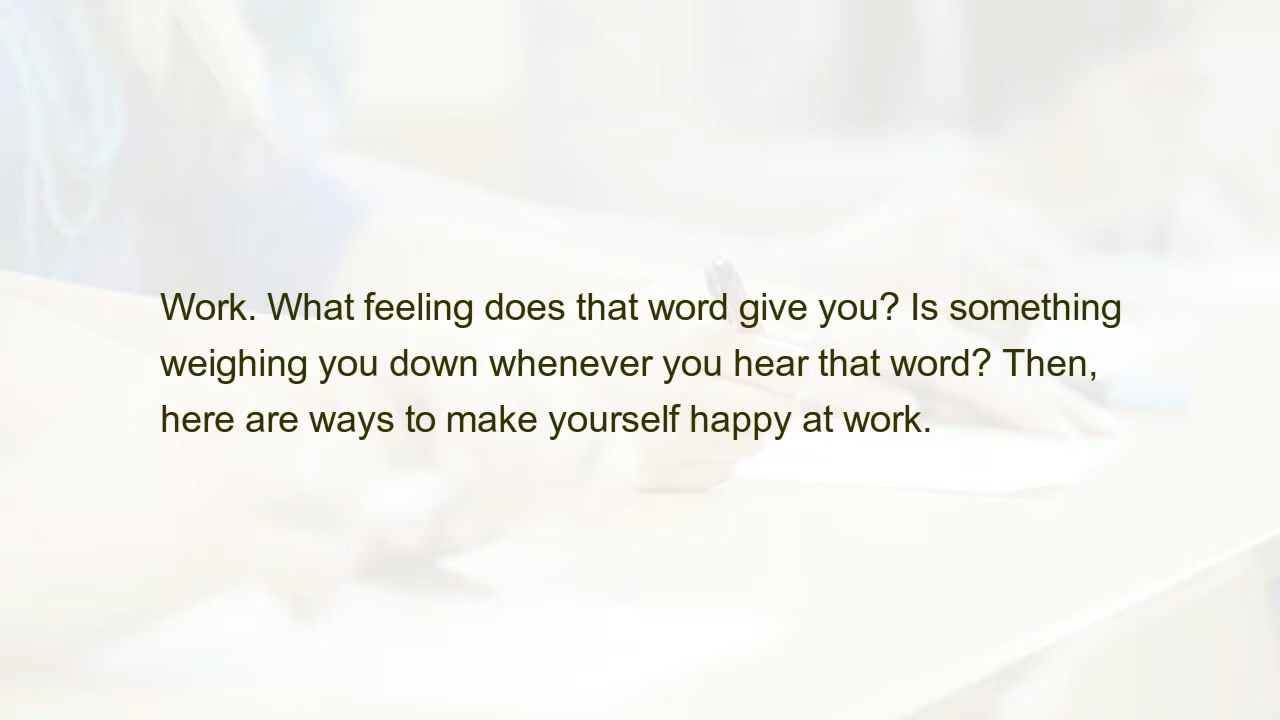 Work. What feeling does that word give you? Is something
weighing you down whenever you hear that word? Then,
here are ways to make yourself happy at work.